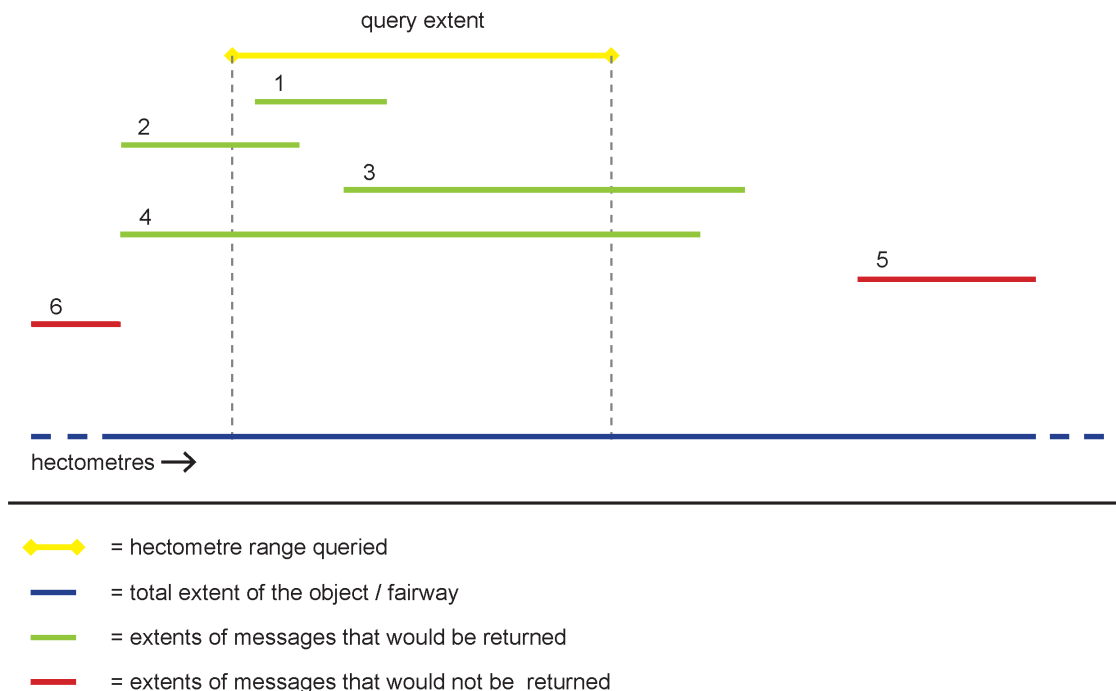 query extent
1
2
3
4
5
6
hectometres
= hectometre range queried
= total extent of the object / fairway
= extents of messages that would be returned
= extents of messages that would not be returned